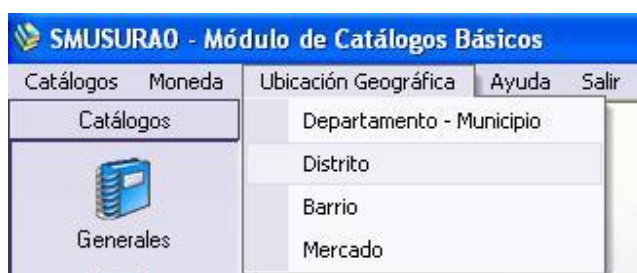 SMUSURA0 - Módulo de Catálogos Básicos
Catálogos Moneda Ubicación Geográfica Ayuda Salir
Catálogos
Departamento - Municipio
Distrito
Barrio
Generales
Mercado